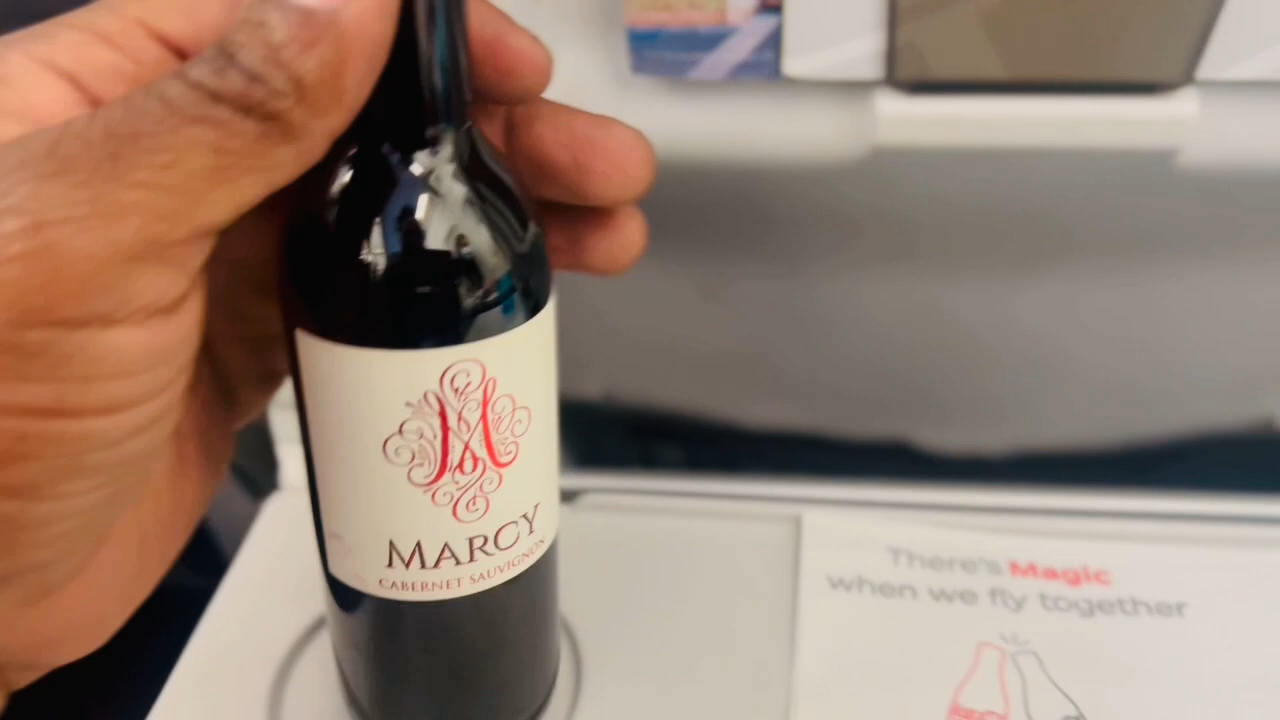 M
MARCY
CABERNET SAUVIGNON
There's Magic
when we fly together